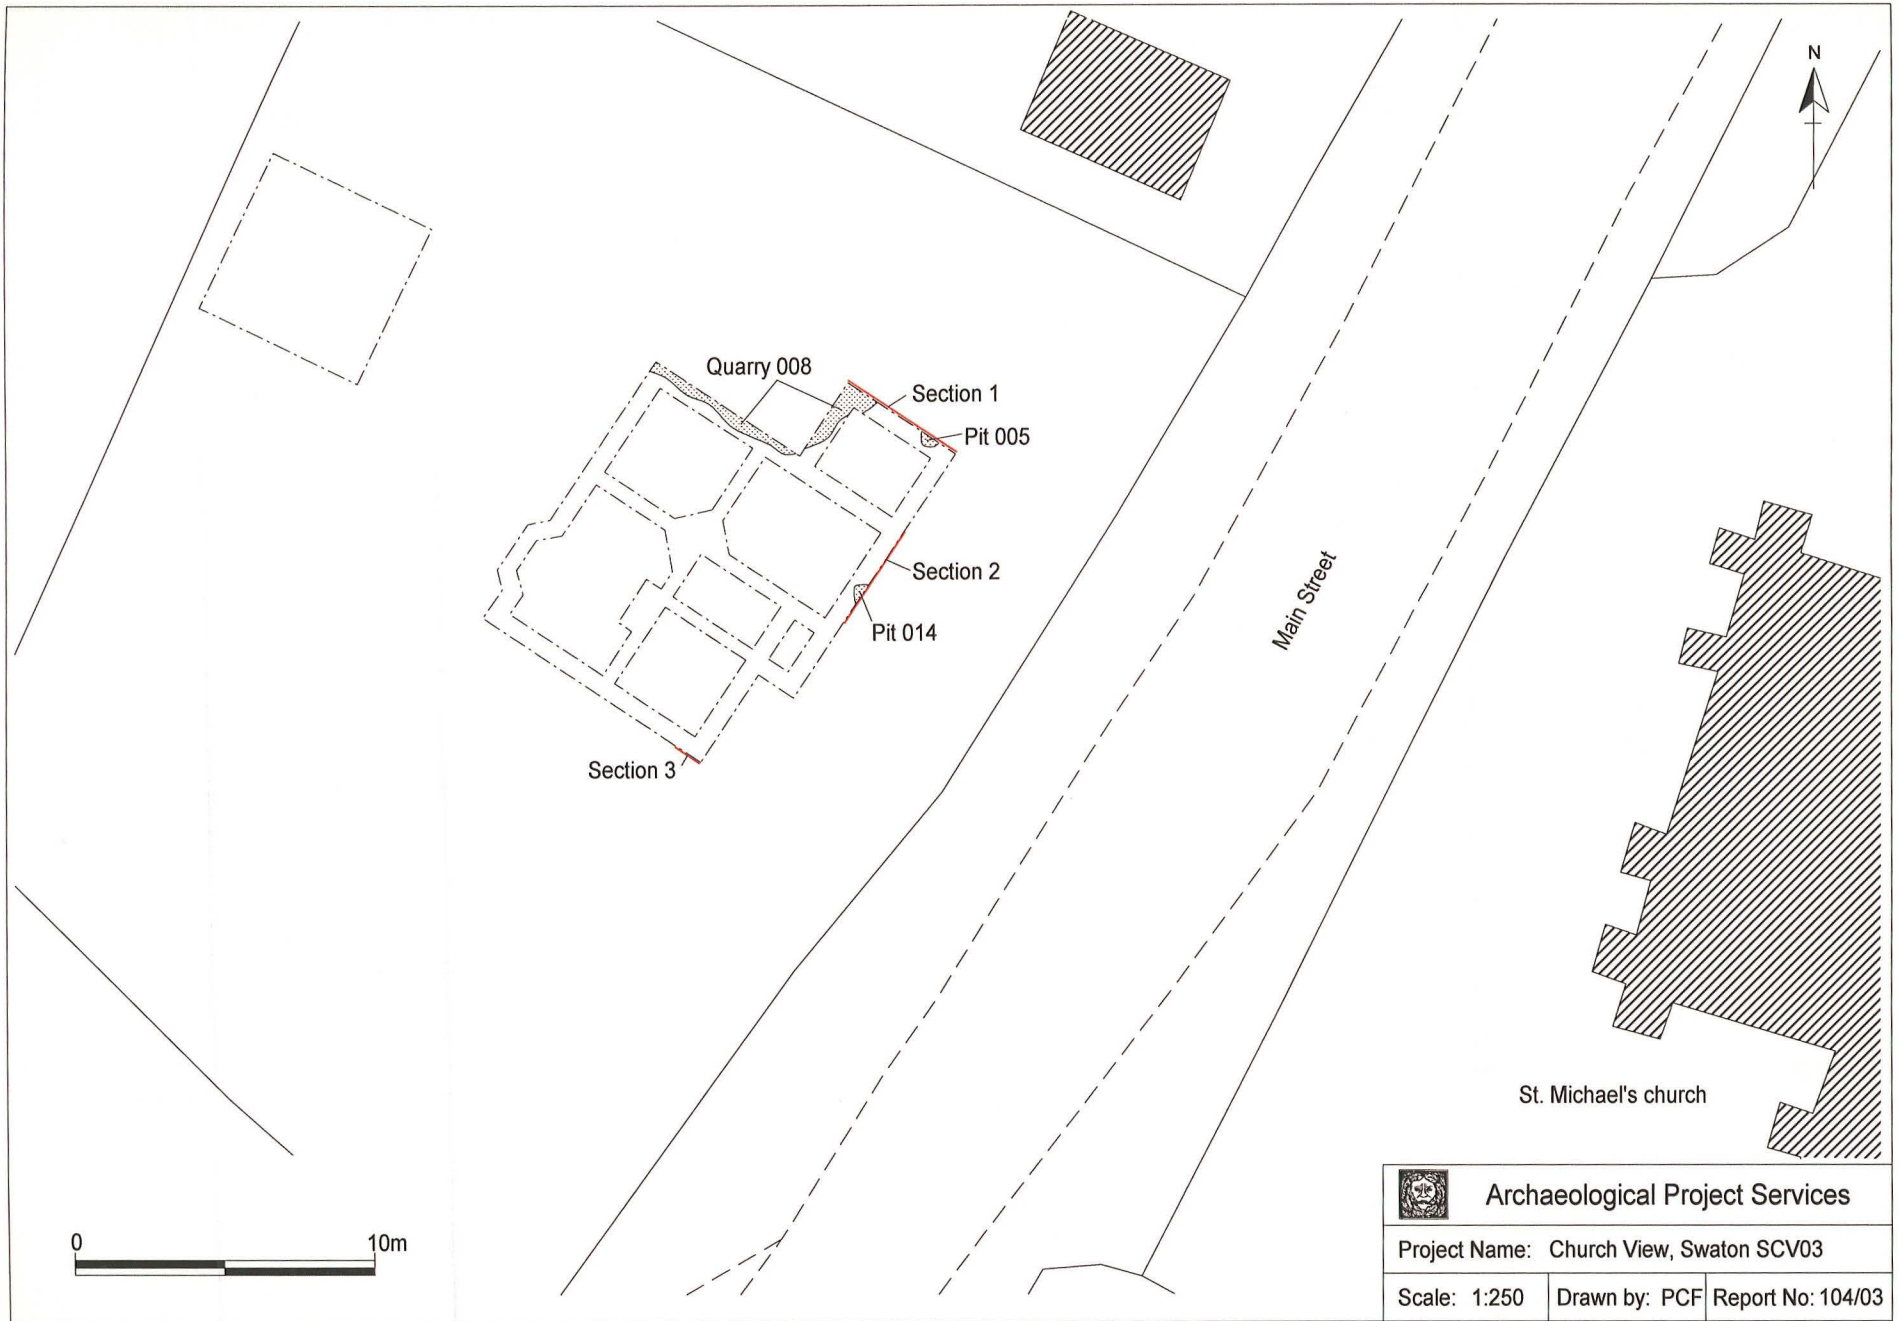 N
Quarry 008
Section 1
Pit 005
Section 2
Pit 014
Main Street
Section 3
St. Michael's church
0 10m
Archaeological Project Services
Project Name: Church View, Swaton SCV03
Scale: 1:250 Drawn by: PCF Report No: 104/03